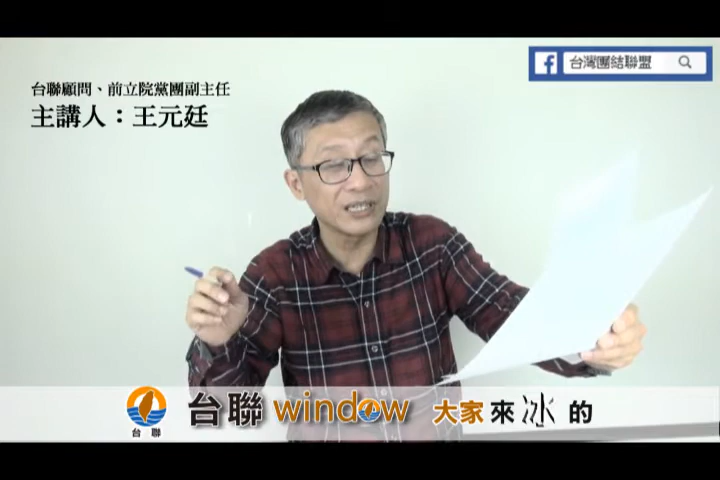 台灣團結聯盟
台聯顧問、前立院黨團副主任
主講人：王元廷
台聯 window 大家來冰的
台聯